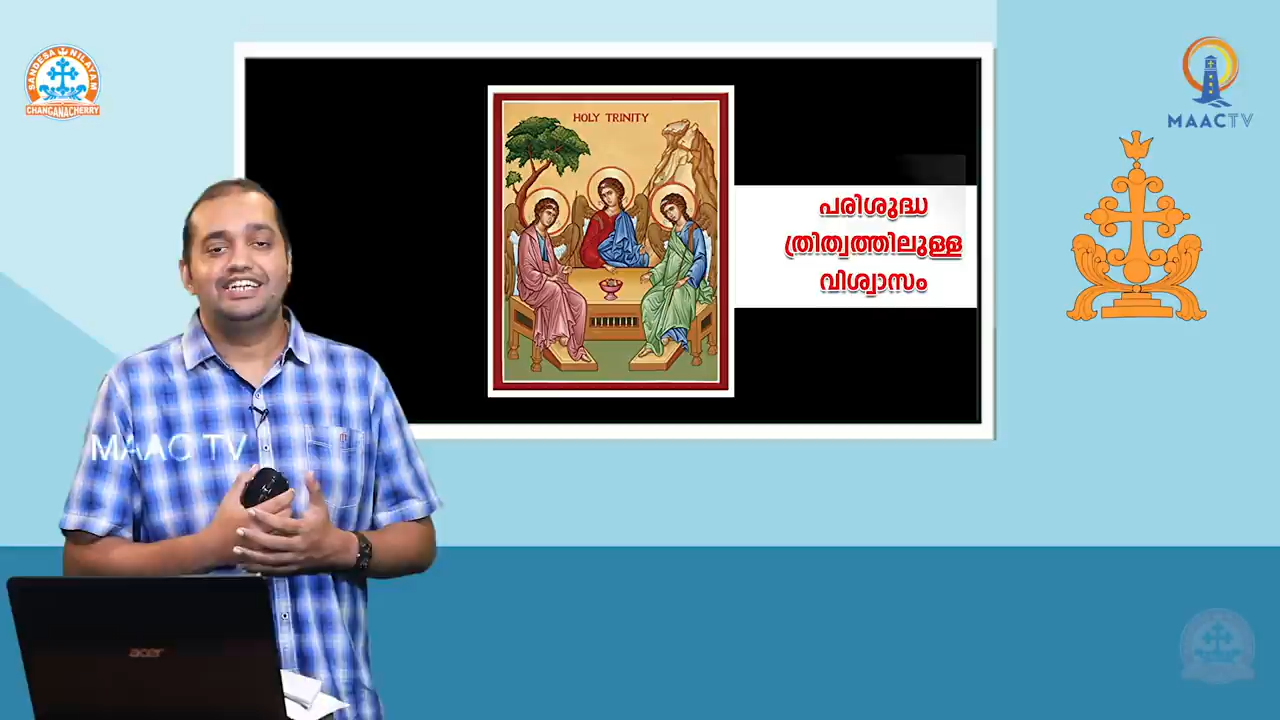 SANDESA NILAYAM
CHANGANACHERRY
MAACTV
HOLY TRINITY
പരിശുദ്ധ
ത്രിത്വത്തിലുള്ള
വിശ്വാസം
MAAC TV
acer